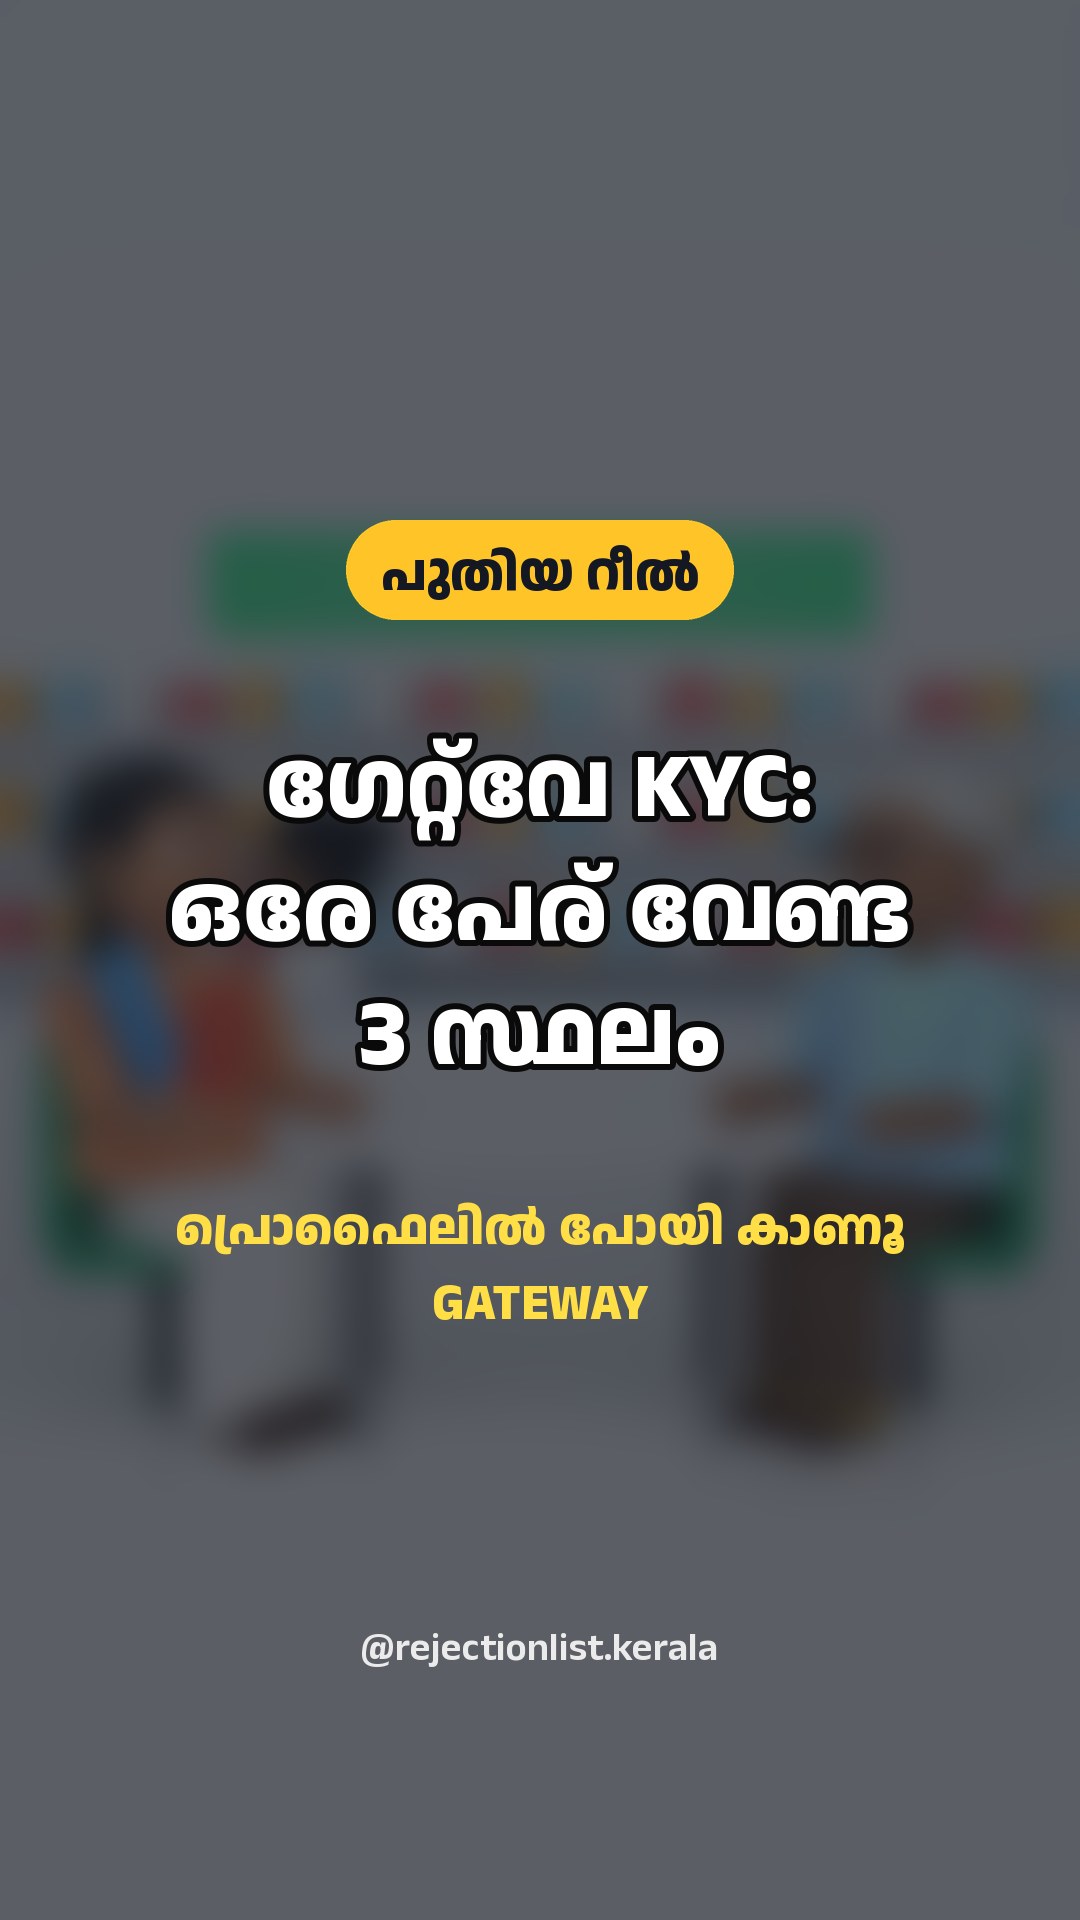 പുതിയ റീൽ
ഗേറ്റ്‌വേ KYC:
ഒരേ പേര് വേണ്ട
3 സ്ഥലം
പ്രൊഫൈലിൽ പോയി കാണൂ
GATEWAY
@rejectionlist.kerala